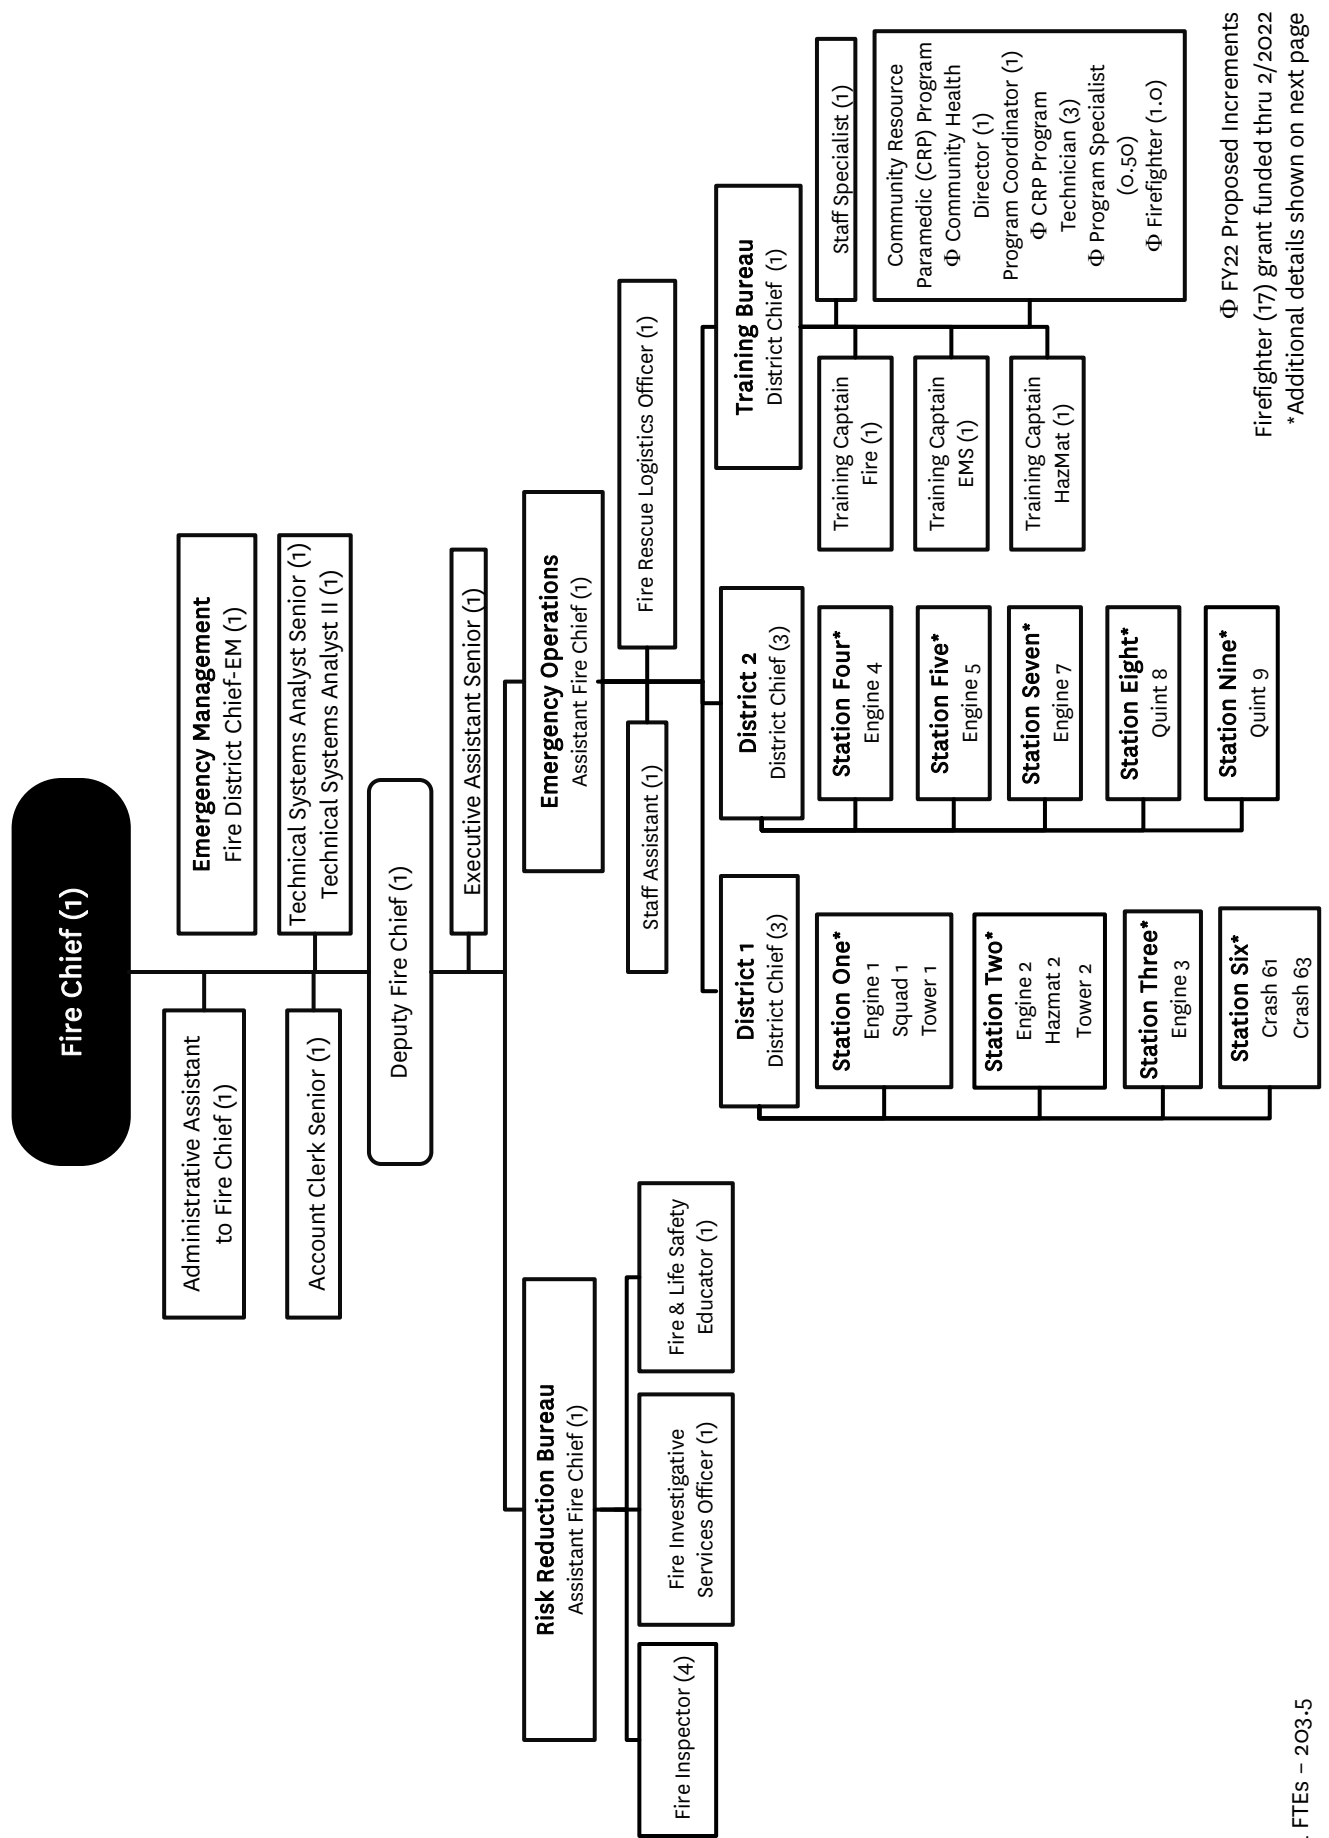 Fire Chief (1)
Administrative Assistant
to Fire Chief (1)
Emergency Management
Fire District Chief-EM (1)
Account Clerk Senior (1)
Technical Systems Analyst Senior (1)
Technical Systems Analyst II (1)
Deputy Fire Chief (1)
Executive Assistant Senior (1)
Risk Reduction Bureau
Assistant Fire Chief (1)
Fire Inspector (4)
Fire Investigative
Services Officer (1)
Fire & Life Safety
Educator (1)
Emergency Operations
Assistant Fire Chief (1)
Staff Assistant (1)
Fire Rescue Logistics Officer (1)
District 1
District Chief (3)
Station One*
Engine 1
Squad 1
Tower 1
Station Two*
Engine 2
Hazmat 2
Tower 2
Station Three*
Engine 3
Station Six*
Crash 61
Crash 63
District 2
District Chief (3)
Station Four*
Engine 4
Station Five*
Engine 5
Station Seven*
Engine 7
Station Eight*
Quint 8
Station Nine*
Quint 9
Training Bureau
District Chief (1)
Training Captain
Fire (1)
Training Captain
EMS (1)
Training Captain
HazMat (1)
Staff Specialist (1)
Community Resource
Paramedic (CRP) Program
Φ Community Health
Director (1)
Program Coordinator (1)
Φ CRP Program
Technician (3)
Φ Program Specialist
(0.50)
Φ Firefighter (1.0)
Φ FY22 Proposed Increments
Firefighter (17) grant funded thru 2/2022
*Additional details shown on next page
FTEs – 203.5